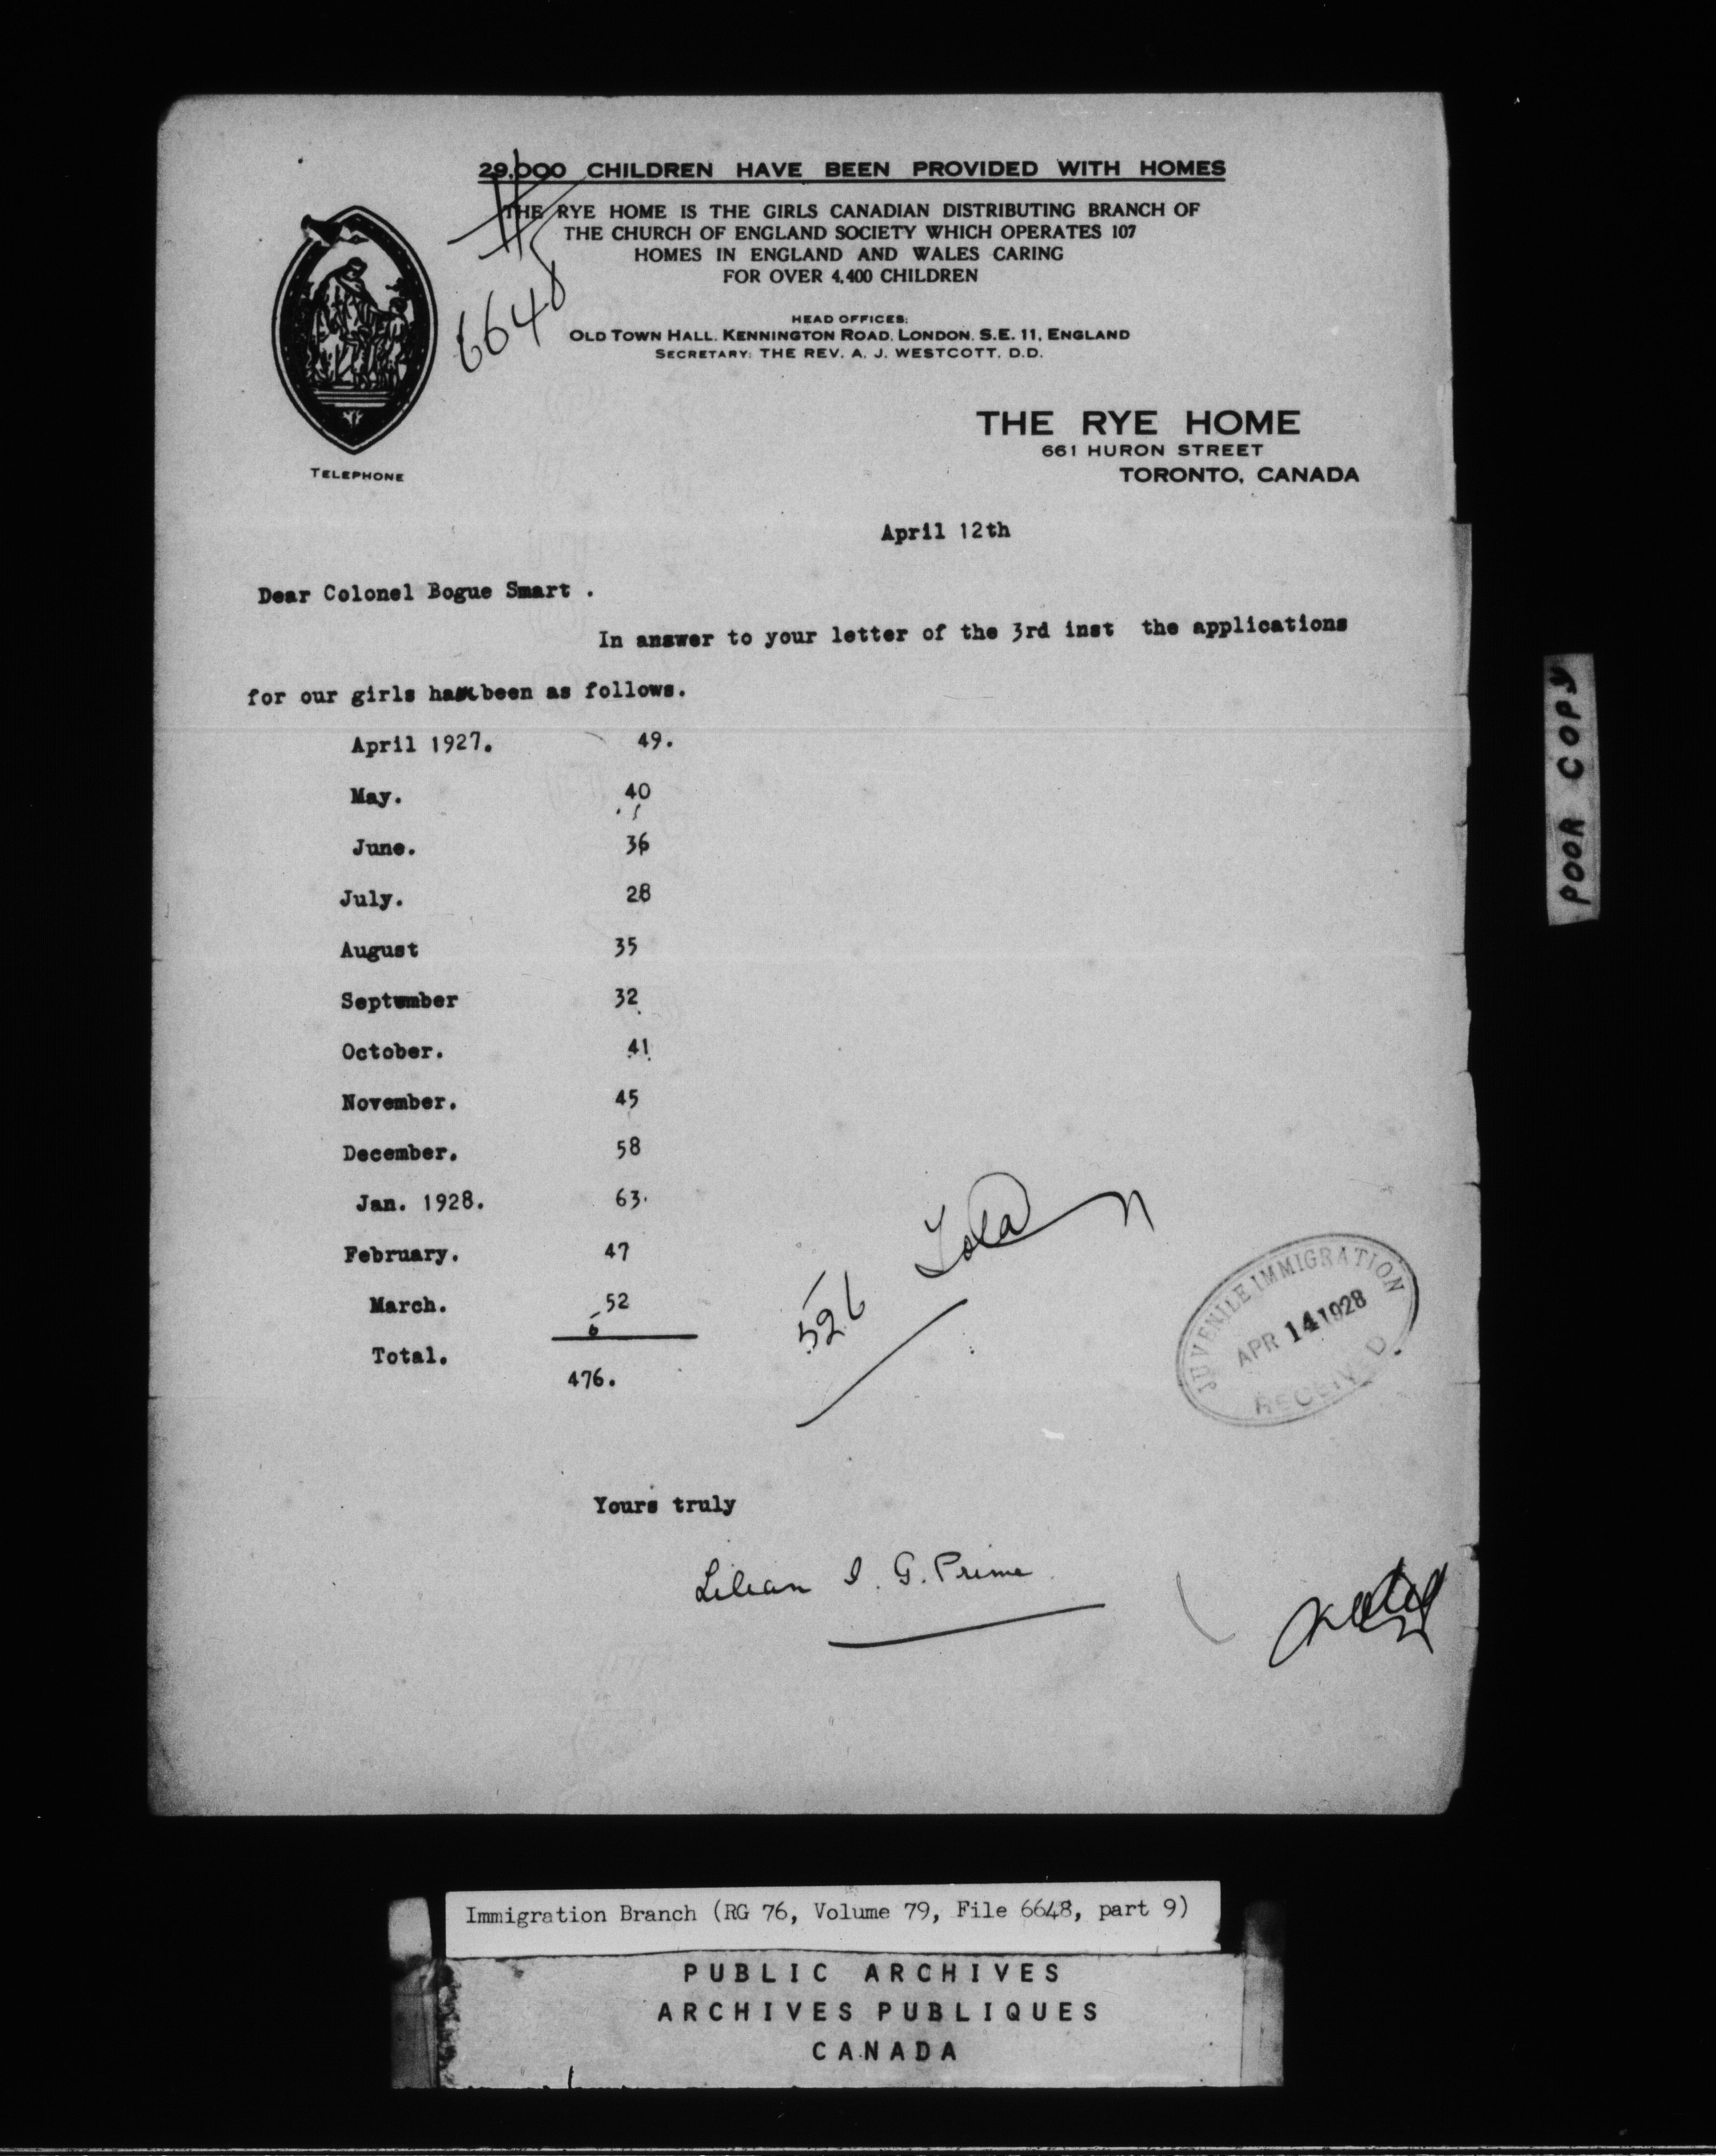 29,000 CHILDREN HAVE BEEN PROVIDED WITH HOMES
THE RYE HOME IS THE GIRLS CANADIAN DISTRIBUTING BRANCH OF
THE CHURCH OF ENGLAND SOCIETY WHICH OPERATES 107
HOMES IN ENGLAND AND WALES CARING
FOR OVER 4,400 CHILDREN
# 6648
HEAD OFFICES:
OLD TOWN HALL, KENNINGTON ROAD, LONDON, S.E. 11, ENGLAND
SECRETARY: THE REV. A. J. WESTCOTT, D.D.
THE RYE HOME
661 HURON STREET
TORONTO, CANADA
TELEPHONE
April 12th
Dear Colonel Bogue Smart .
In answer to your letter of the 3rd inst the applications
for our girls have been as follows.
April 1927. 49.
May. 40
June. 36
July. 28
August 35
September 32
October. 41
November. 45
December. 58
Jan. 1928. 63.
February. 47
March. 52
6
Total. 476.
526 Total
JUVENILE IMMIGRATION
APR 14 1928
RECEIVED
Yours truly
Lilian I. G. Prime
POOR COPY
Immigration Branch (RG 76, Volume 79, File 6648, part 9)
PUBLIC ARCHIVES
ARCHIVES PUBLIQUES
CANADA